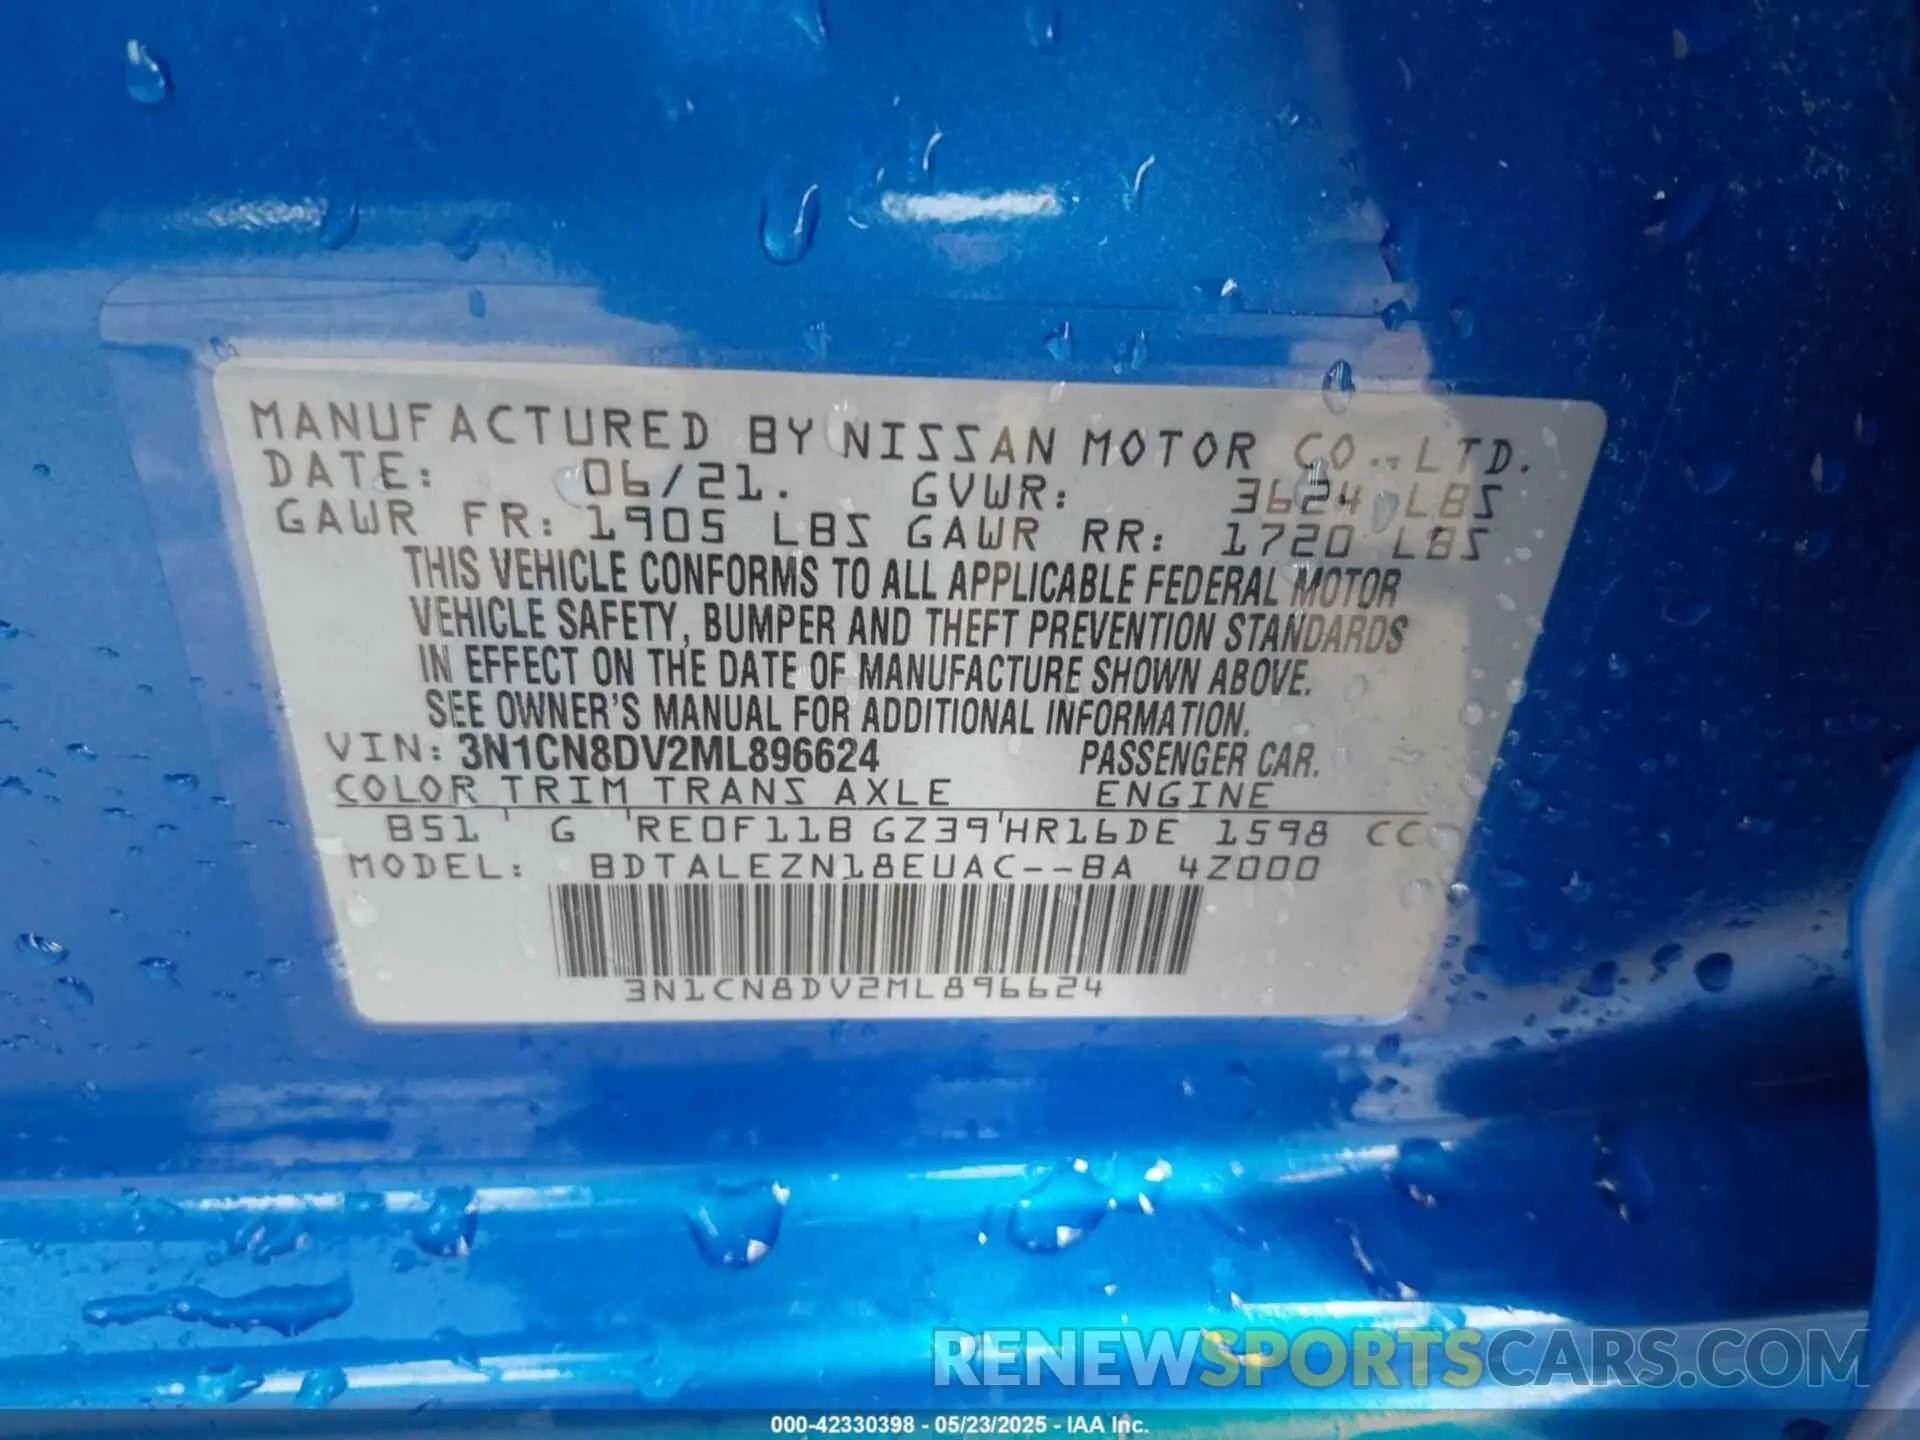 MANUFACTURED BY NISSAN MOTOR CO., LTD.
DATE: 06/21. GVWR: 3624 LBS
GAWR FR: 1905 LBS GAWR RR: 1720 LBS
THIS VEHICLE CONFORMS TO ALL APPLICABLE FEDERAL MOTOR
VEHICLE SAFETY, BUMPER AND THEFT PREVENTION STANDARDS
IN EFFECT ON THE DATE OF MANUFACTURE SHOWN ABOVE.
SEE OWNER'S MANUAL FOR ADDITIONAL INFORMATION.
VIN: 3N1CN8DV2ML896624 PASSENGER CAR.
COLOR TRIM TRANS AXLE ENGINE
B51 ' G 'RE0F11B GZ39'HR16DE 1598 CC
MODEL: BDTALEZN18EUAC--BA 4Z000
3N1CN8DV2ML896624
RENEWSPORTSCARS.COM
000-42330398 - 05/23/2025 - IAA Inc.